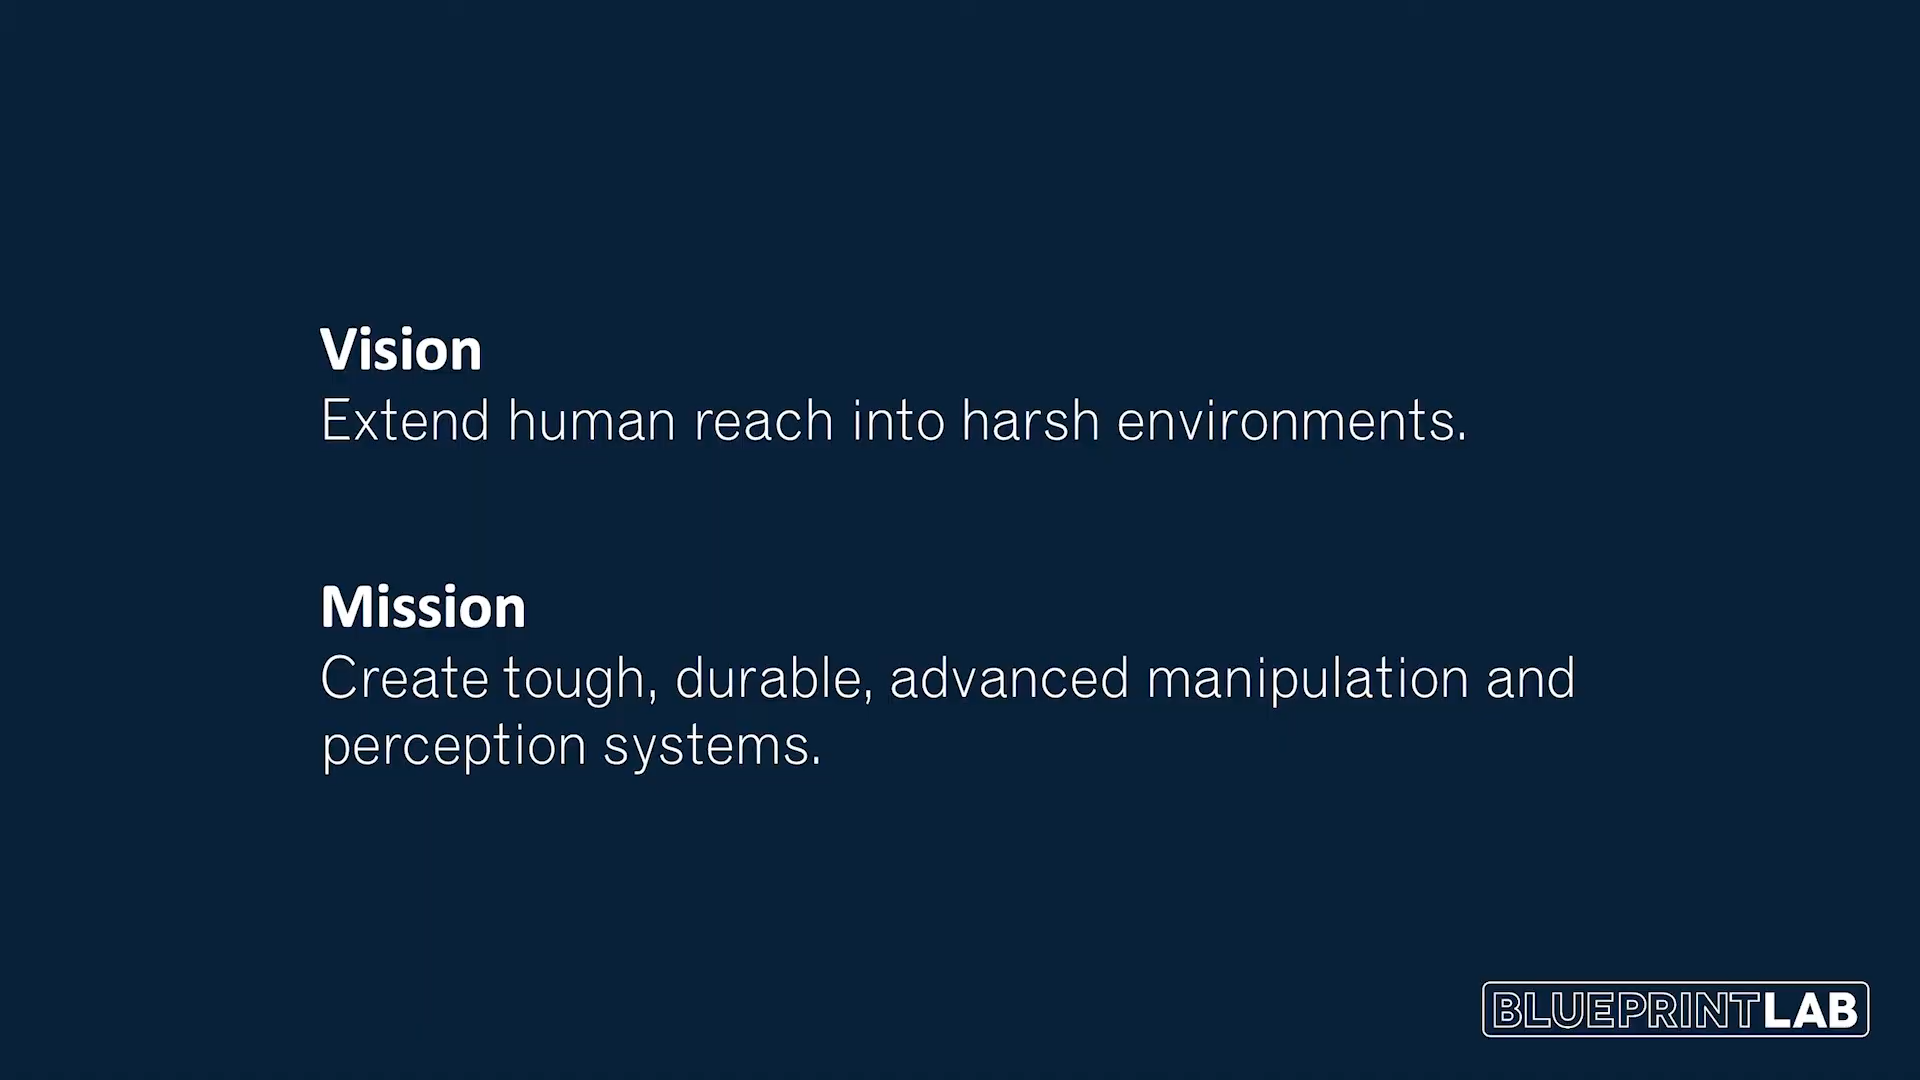 Vision
Extend human reach into harsh environments.
Mission
Create tough, durable, advanced manipulation and
perception systems.
BLUEPRINTLAB